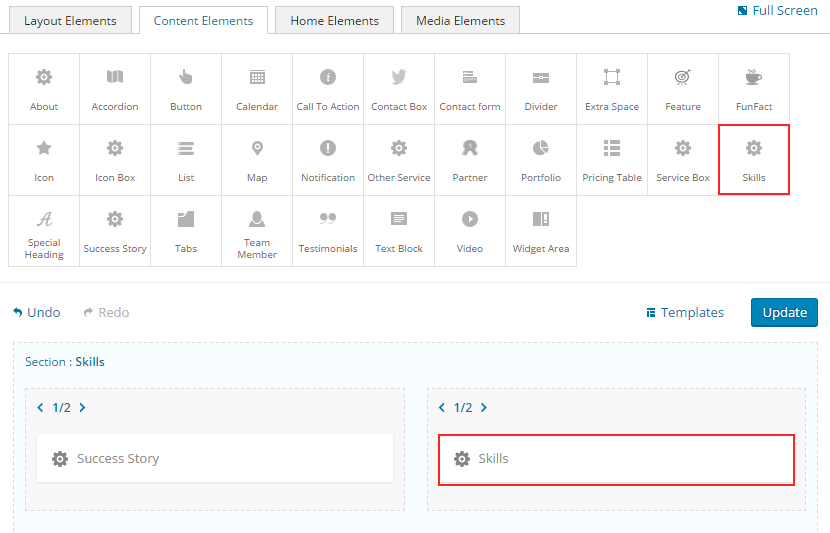 Layout Elements
Content Elements
Home Elements
Media Elements
Full Screen
About
Accordion
Button
Calendar
Call To Action
Contact Box
Contact form
Divider
Extra Space
Feature
FunFact
Icon
Icon Box
List
Map
Notification
Other Service
Partner
Portfolio
Pricing Table
Service Box
Skills
Special
Heading
Success Story
Tabs
Team
Member
Testimonials
Text Block
Video
Widget Area
Undo
Redo
Templates
Update
Section : Skills
1/2
1/2
Success Story
Skills